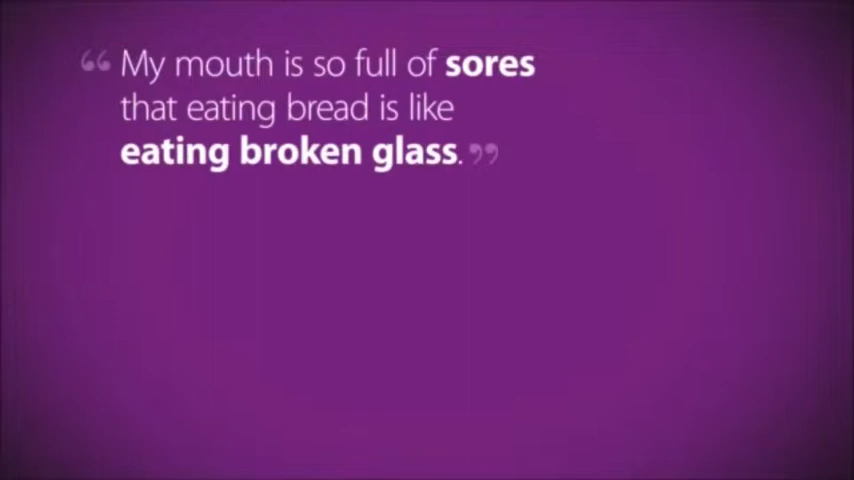 “ My mouth is so full of sores
that eating bread is like
eating broken glass. ”